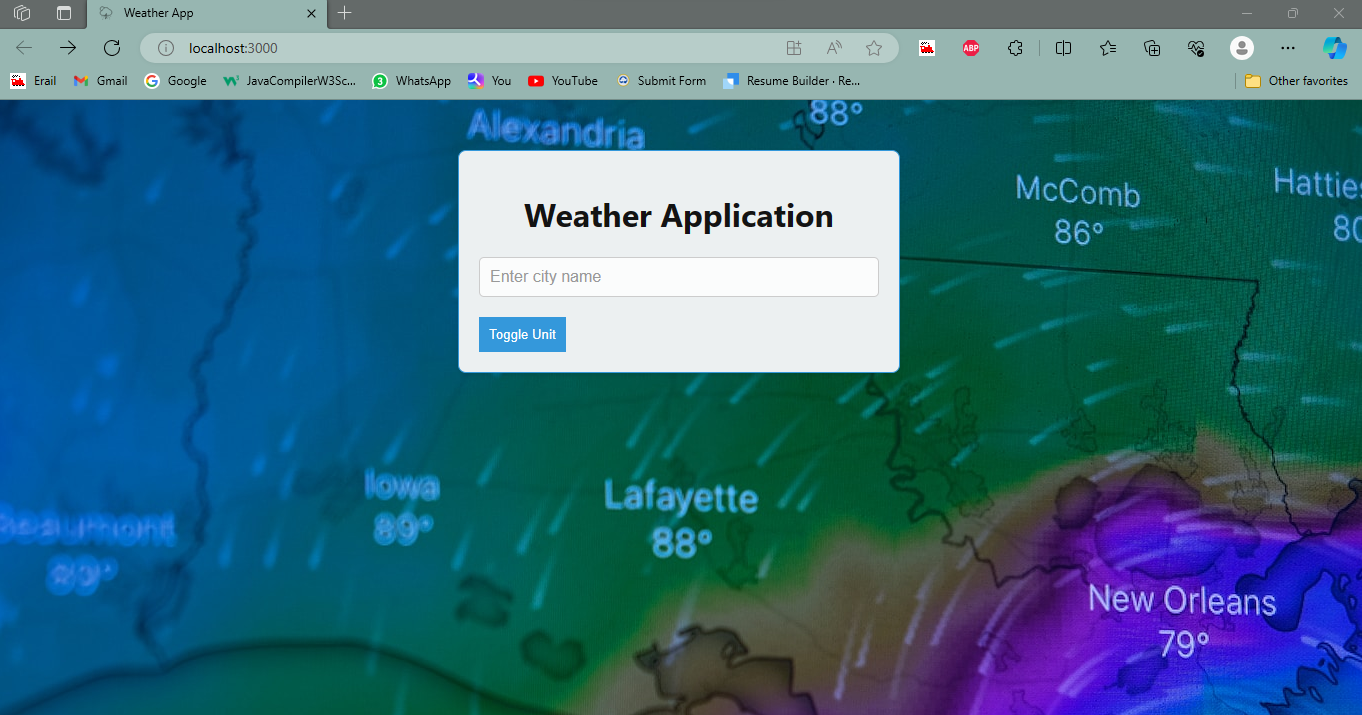 Weather App
localhost:3000
Erail
Gmail
Google
JavaCompilerW3Sc...
3
WhatsApp
You
YouTube
Submit Form
Resume Builder · Re...
Other favorites
ABP
88°
Alexandria
McComb
86°
Hatties
80
Weather Application
Enter city name
Toggle Unit
Iowa
89°
Lafayette
88°
Beaumont
89°
New Orleans
79°